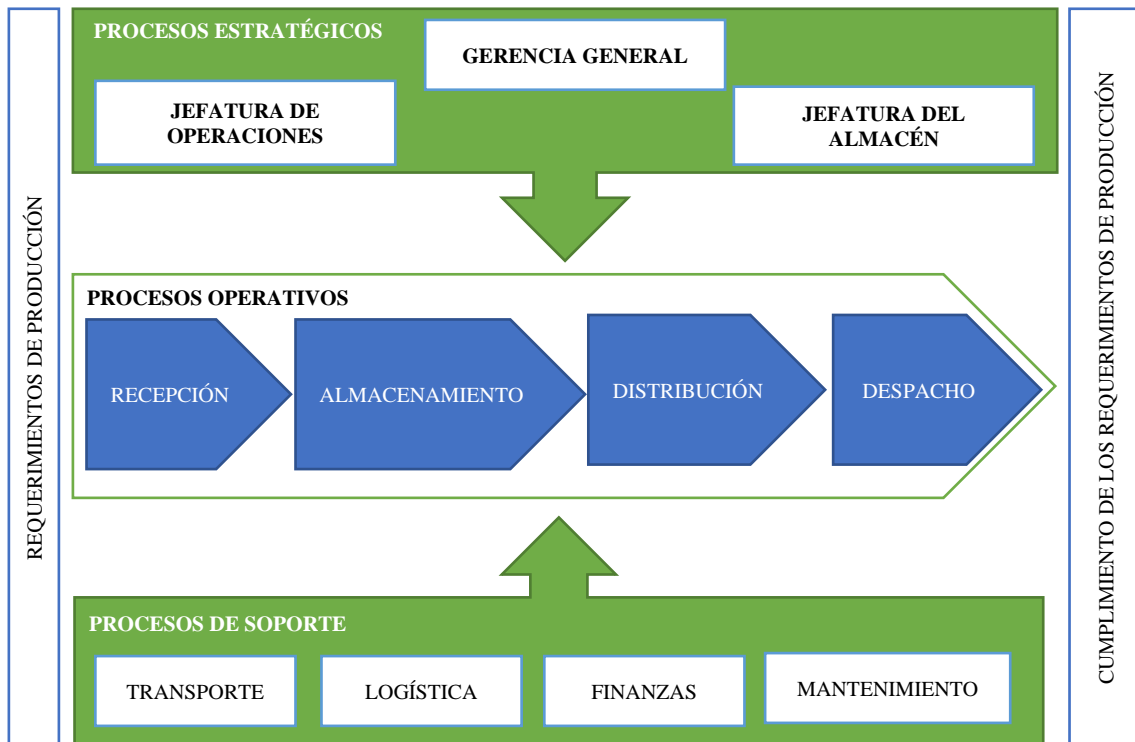 REQUERIMIENTOS DE PRODUCCIÓN
PROCESOS ESTRATÉGICOS
GERENCIA GENERAL
JEFATURA DE
OPERACIONES
JEFATURA DEL
ALMACÉN
PROCESOS OPERATIVOS
RECEPCIÓN
ALMACENAMIENTO
DISTRIBUCIÓN
DESPACHO
PROCESOS DE SOPORTE
TRANSPORTE
LOGÍSTICA
FINANZAS
MANTENIMIENTO
CUMPLIMIENTO DE LOS REQUERIMIENTOS DE PRODUCCIÓN